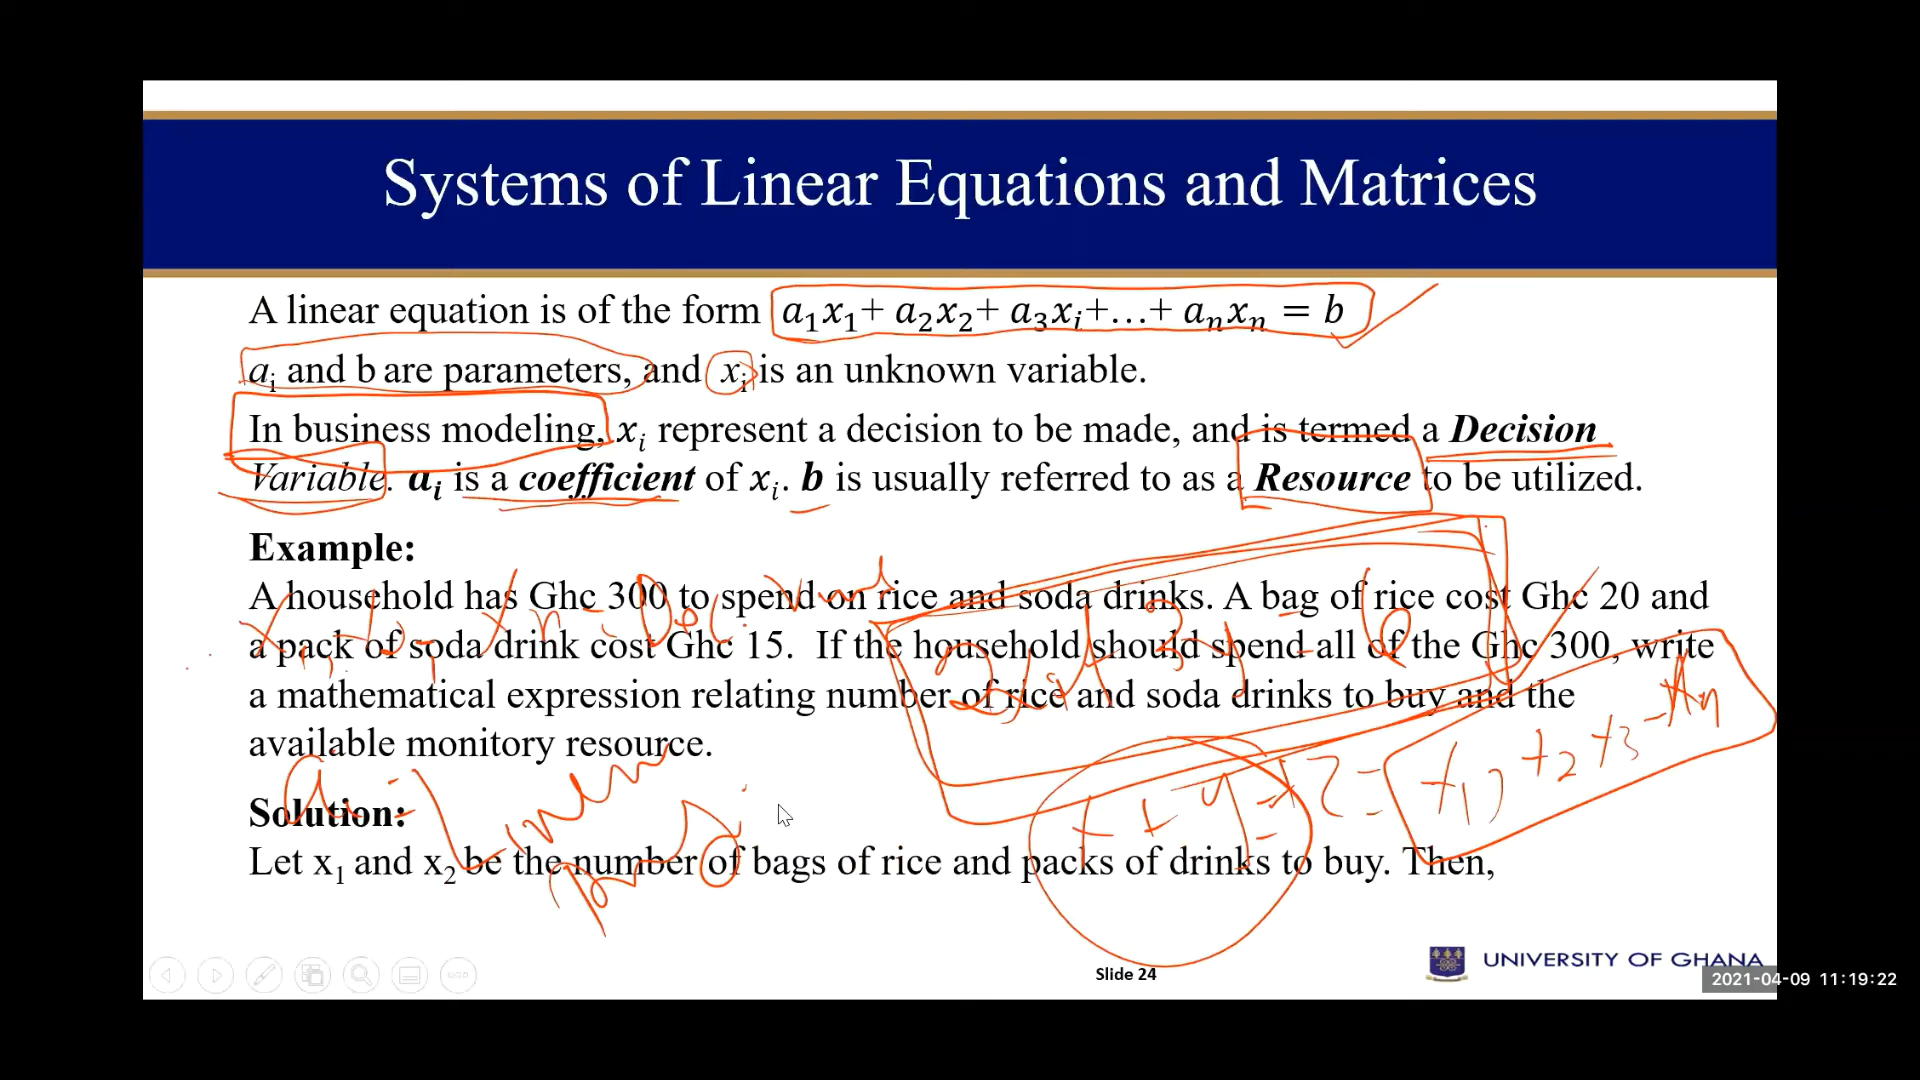 Systems of Linear Equations and Matrices
A linear equation is of the form a₁x₁+ a₂x₂+ a₃xᵢ+...+ aₙxₙ = b
aᵢ and b are parameters, and xᵢ is an unknown variable.
In business modeling, xᵢ represent a decision to be made, and is termed a Decision
Variable. aᵢ is a coefficient of xᵢ. b is usually referred to as a Resource to be utilized.
Example:
A household has Ghc 300 to spend on rice and soda drinks. A bag of rice cost Ghc 20 and
a pack of soda drink cost Ghc 15. If the household should spend all of the Ghc 300, write
a mathematical expression relating number of rice and soda drinks to buy and the
available monitory resource.
2x + 3y = 6
Solution:
Let x₁ and x₂ be the number of bags of rice and packs of drinks to buy. Then,
Slide 24
UNIVERSITY OF GHANA
2021-04-09 11:19:22